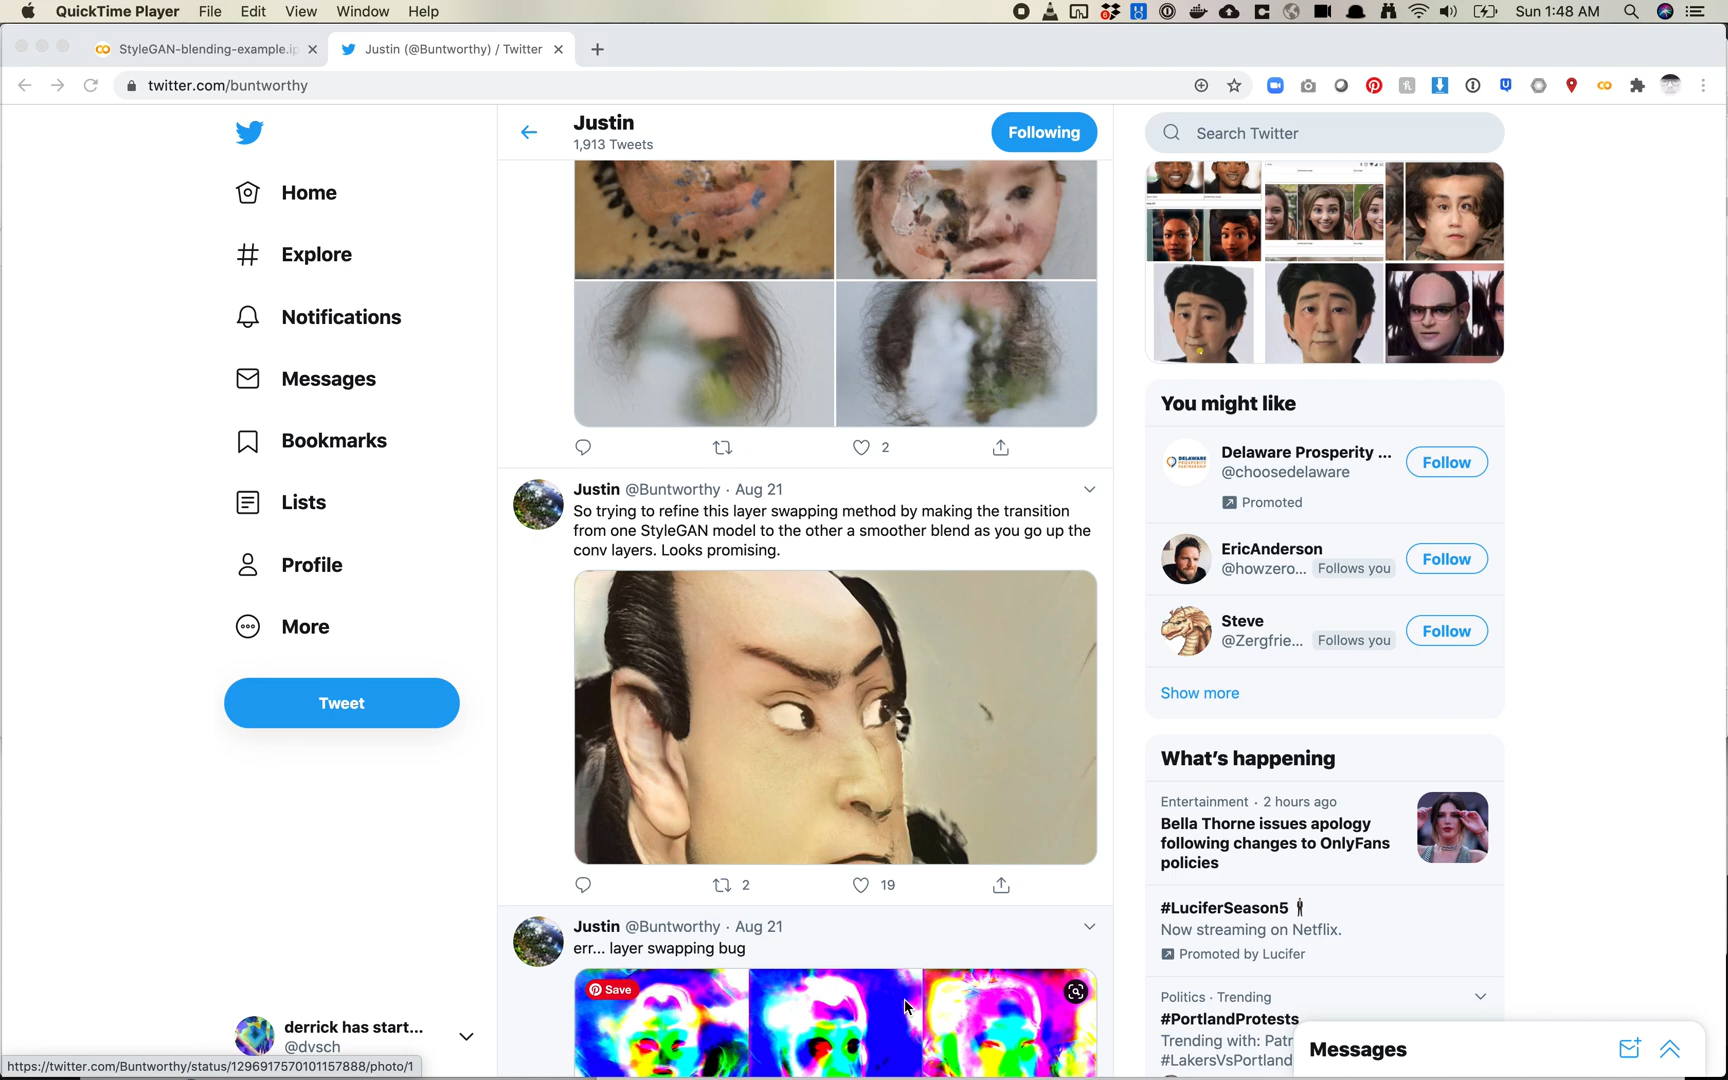 QuickTime Player File Edit View Window Help
Sun 1:48 AM
StyleGAN-blending-example.ip
Justin (@Buntworthy) / Twitter
twitter.com/buntworthy
Justin
1,913 Tweets
Following
Search Twitter
Home
Explore
Notifications
Messages
Bookmarks
Lists
Profile
More
Tweet
2
Justin @Buntworthy · Aug 21
So trying to refine this layer swapping method by making the transition
from one StyleGAN model to the other a smoother blend as you go up the
conv layers. Looks promising.
2 19
Justin @Buntworthy · Aug 21
err... layer swapping bug
Save
You might like
Delaware Prosperity ...
@choosedelaware
Promoted
Follow
EricAnderson
@howzero... Follows you
Follow
Steve
@Zergfrie... Follows you
Follow
Show more
What's happening
Entertainment · 2 hours ago
Bella Thorne issues apology
following changes to OnlyFans
policies
#LuciferSeason5
Now streaming on Netflix.
Promoted by Lucifer
Politics · Trending
#PortlandProtests
Trending with: Patr
#LakersVsPortland
Messages
derrick has start...
@dvsch
https://twitter.com/Buntworthy/status/1296917570101157888/photo/1